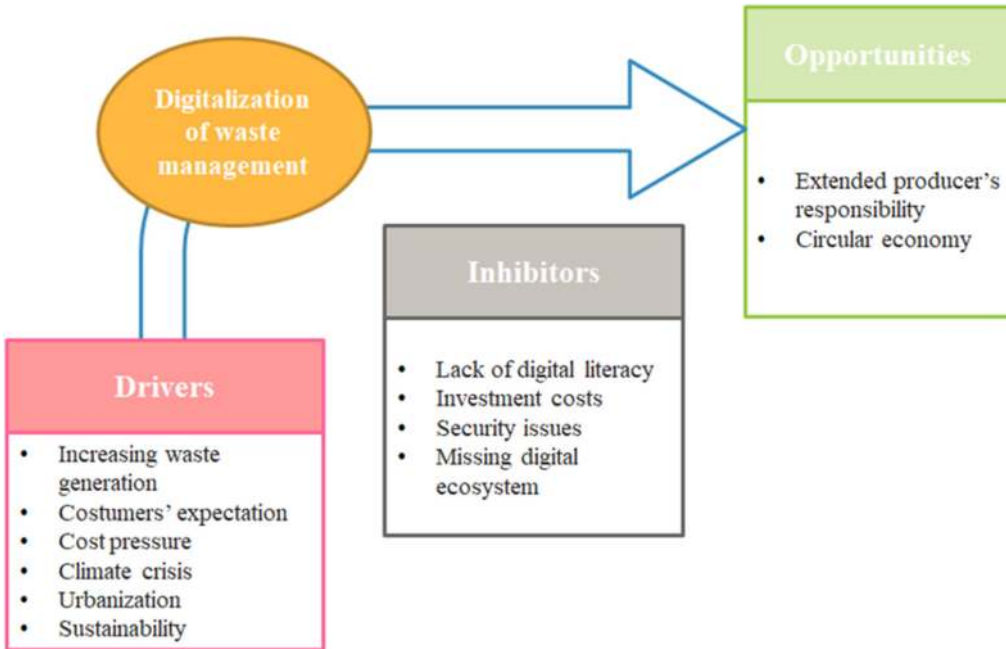 Digitalization
of waste
management
Opportunities
• Extended producer's
responsibility
• Circular economy
Inhibitors
• Lack of digital literacy
• Investment costs
• Security issues
• Missing digital
ecosystem
Drivers
• Increasing waste
generation
• Costumers' expectation
• Cost pressure
• Climate crisis
• Urbanization
• Sustainability